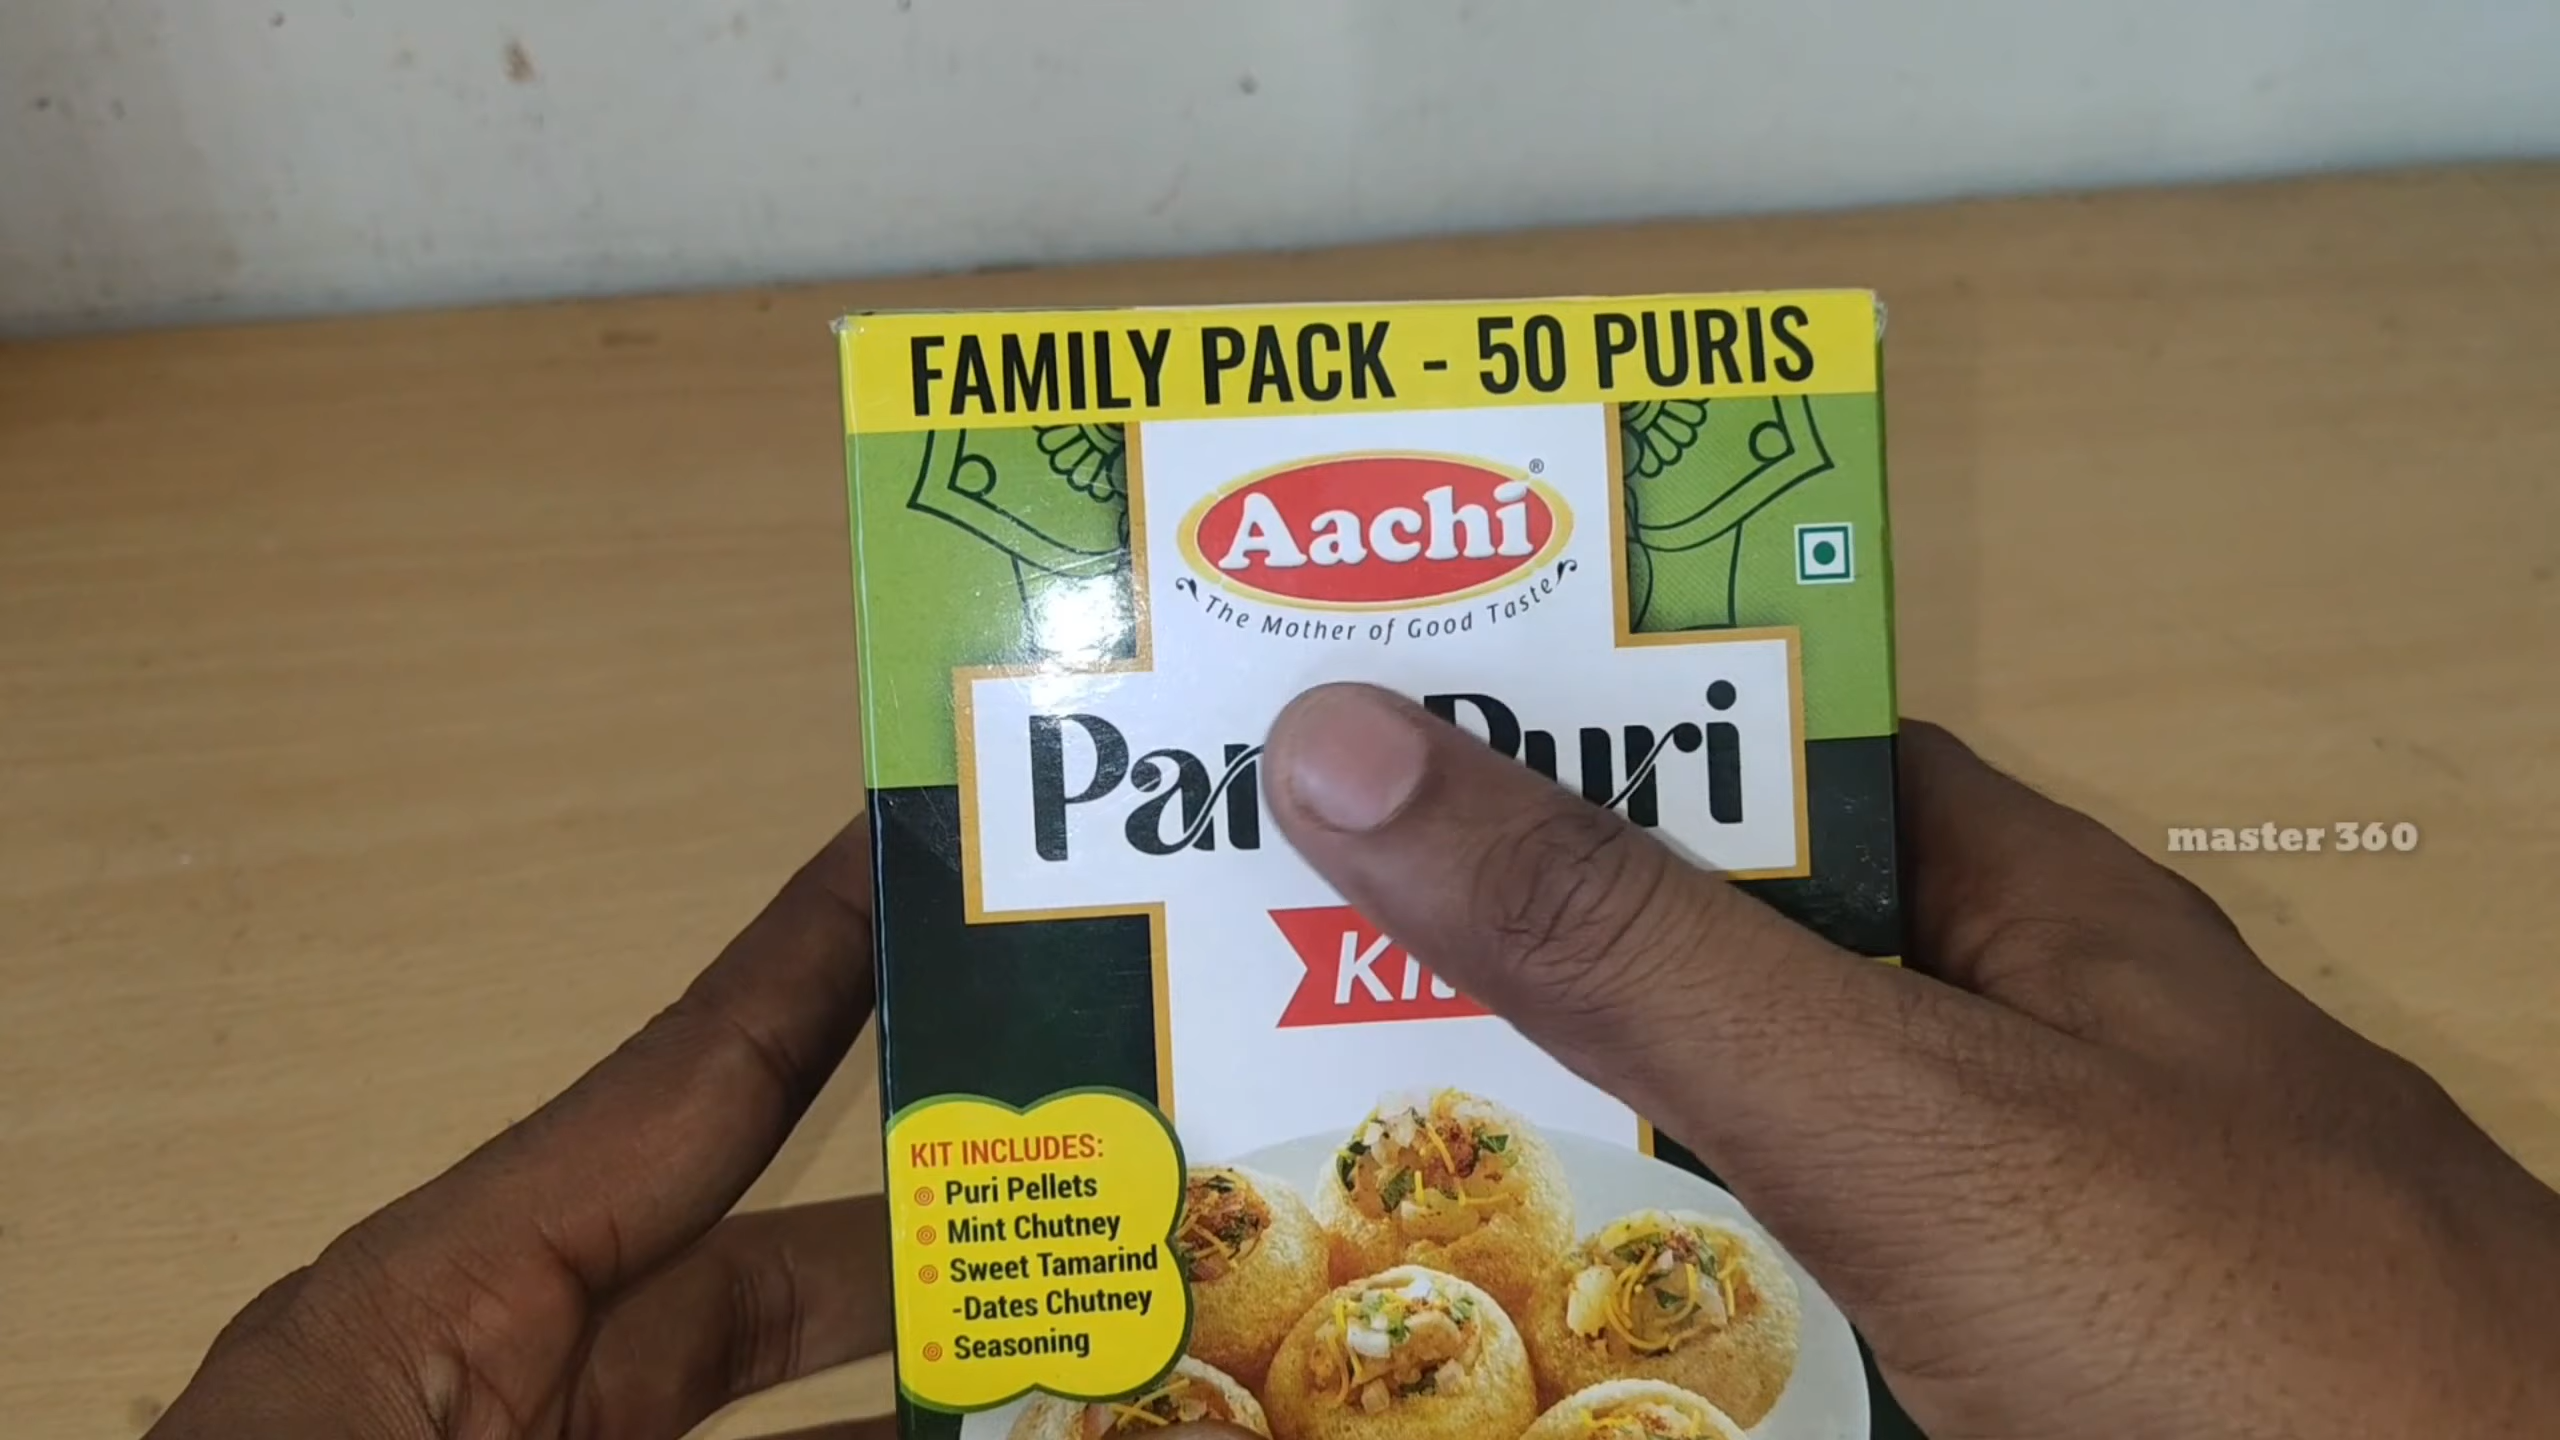 FAMILY PACK - 50 PURIS
Aachi®
The Mother of Good Taste
Puri
KIT INCLUDES:
Puri Pellets
Mint Chutney
Sweet Tamarind
-Dates Chutney
Seasoning
master 360